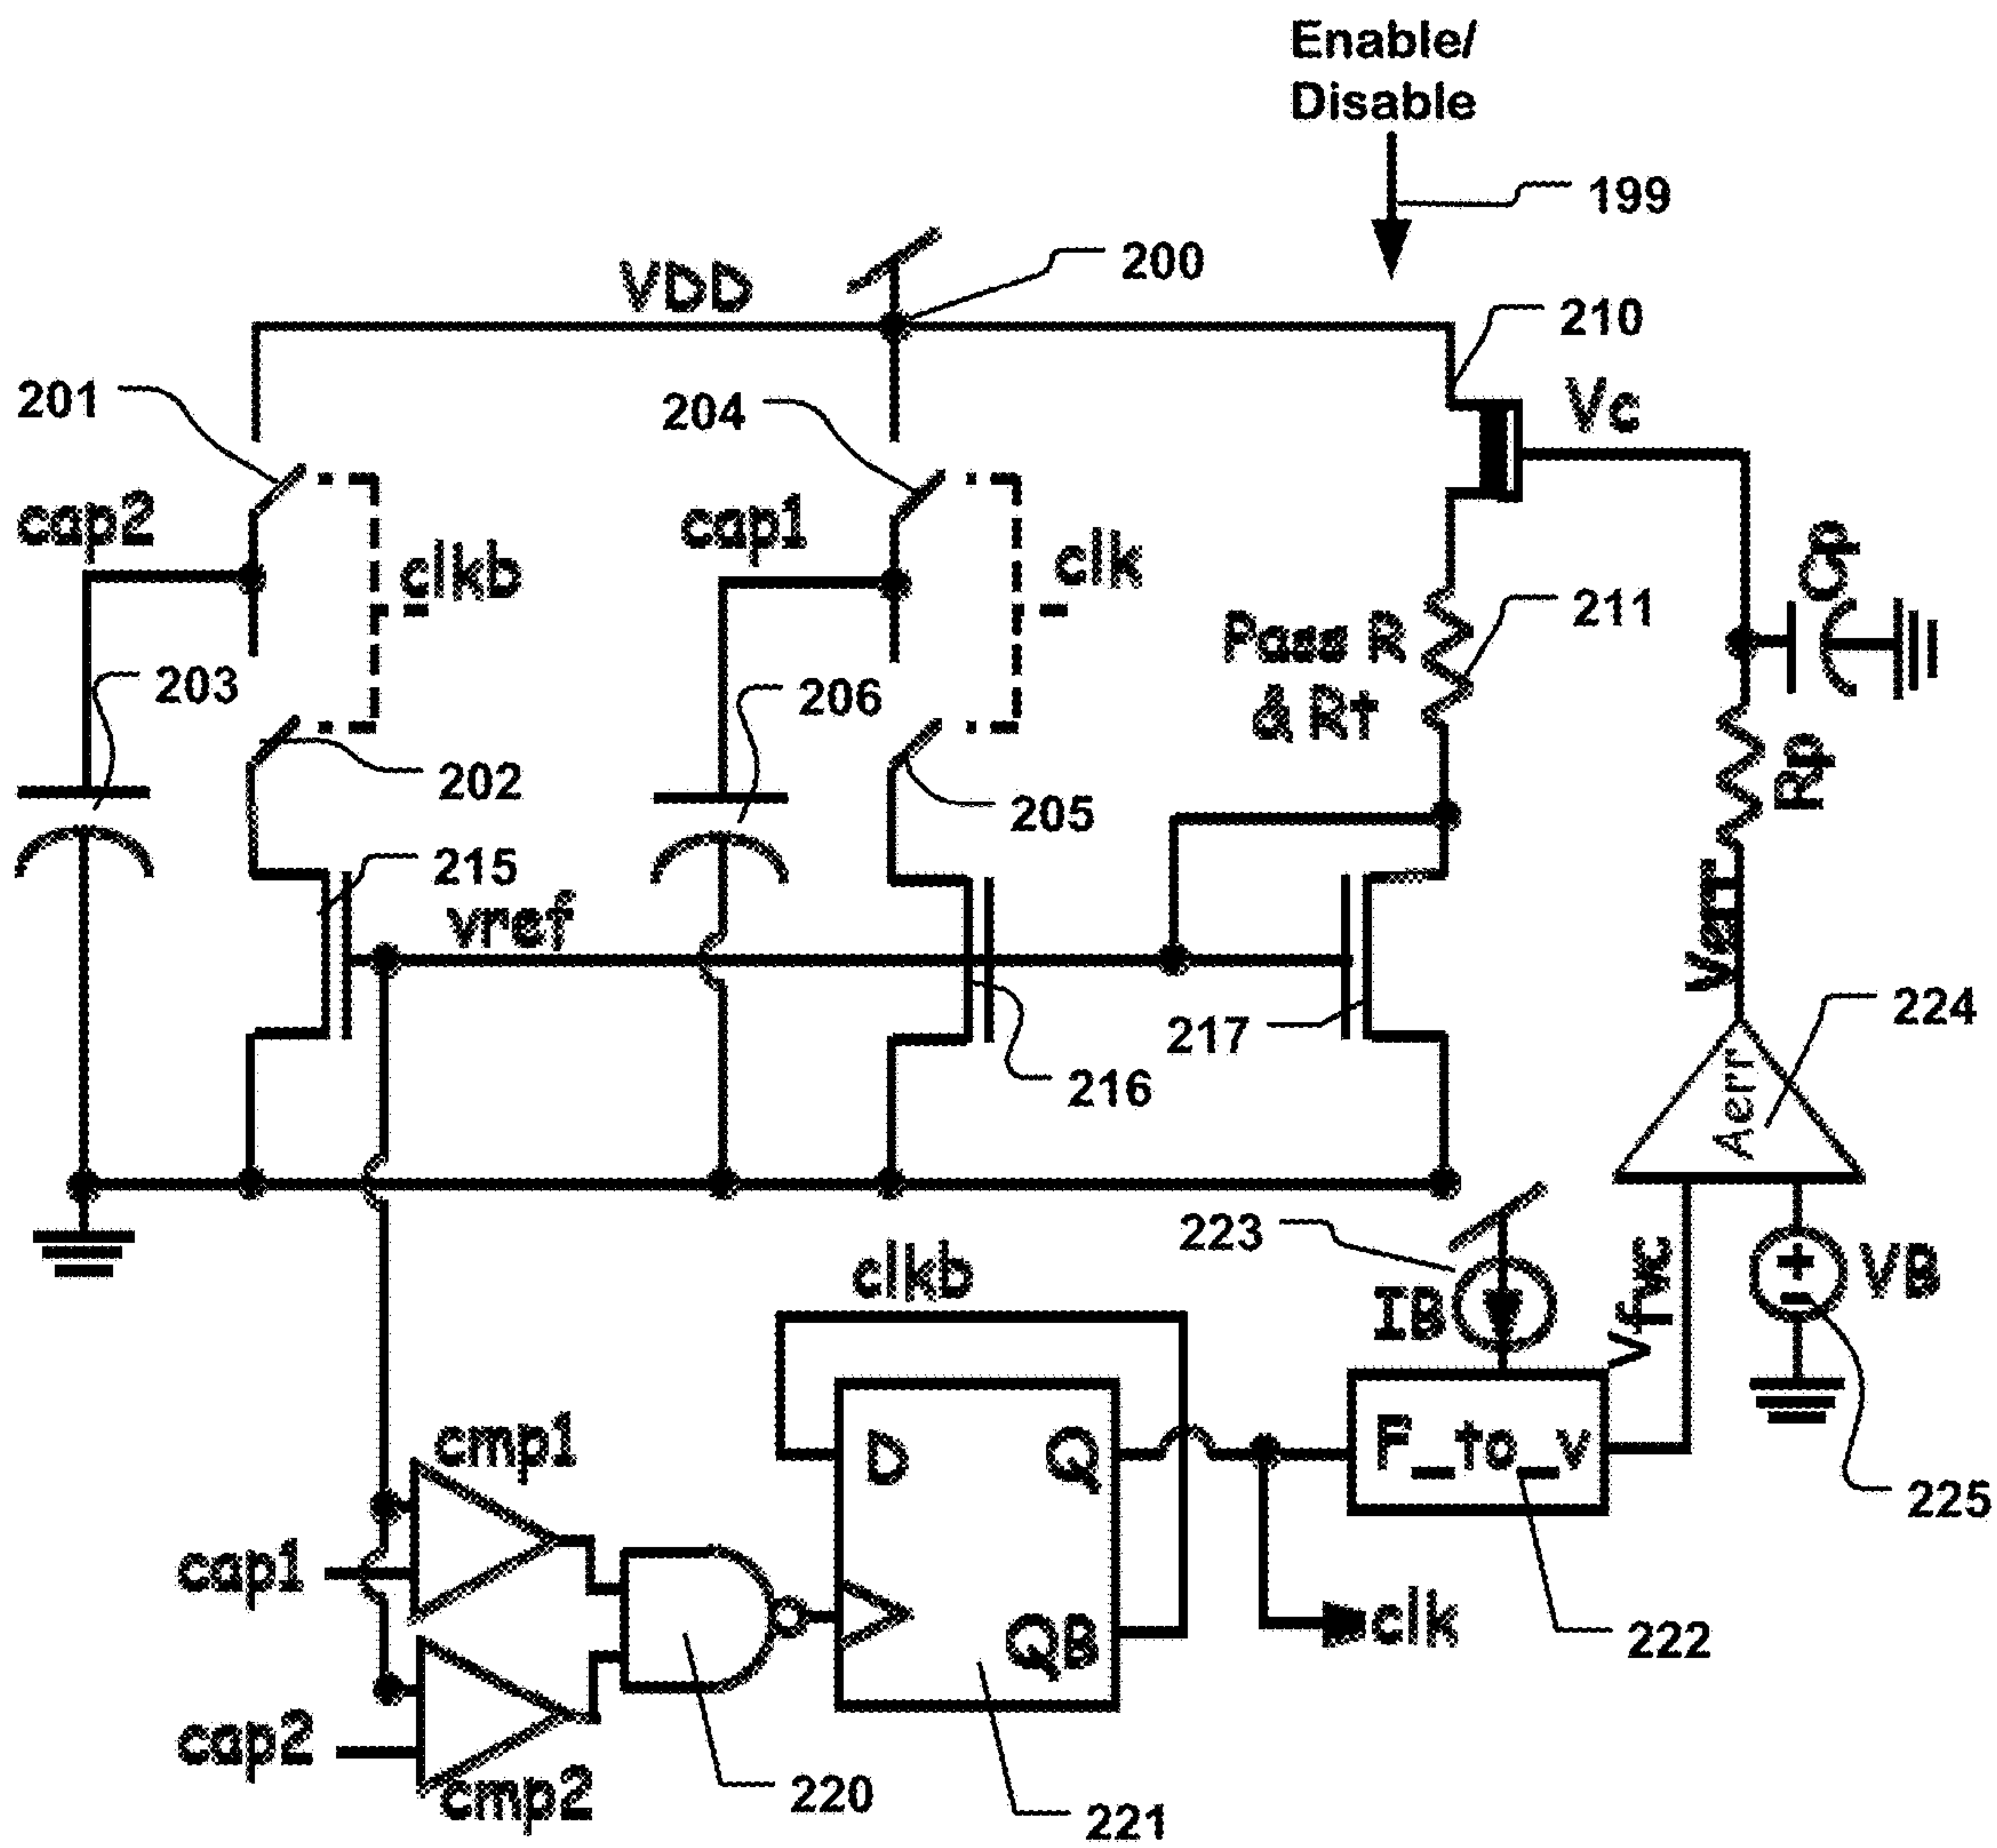 Enable/
Disable
199
VDD
200
210
201
204
Vc
cap2
cap1
clkb
clk
Cp
Pass R
& Rt
211
203
206
202
205
Rp
215
vref
Verr
217
216
224
Aerr
223
IB
clkb
Vfvc
VB
225
cmp1
D
Q
F_to_v
cap1
QB
clk
222
cap2
cmp2
220
221